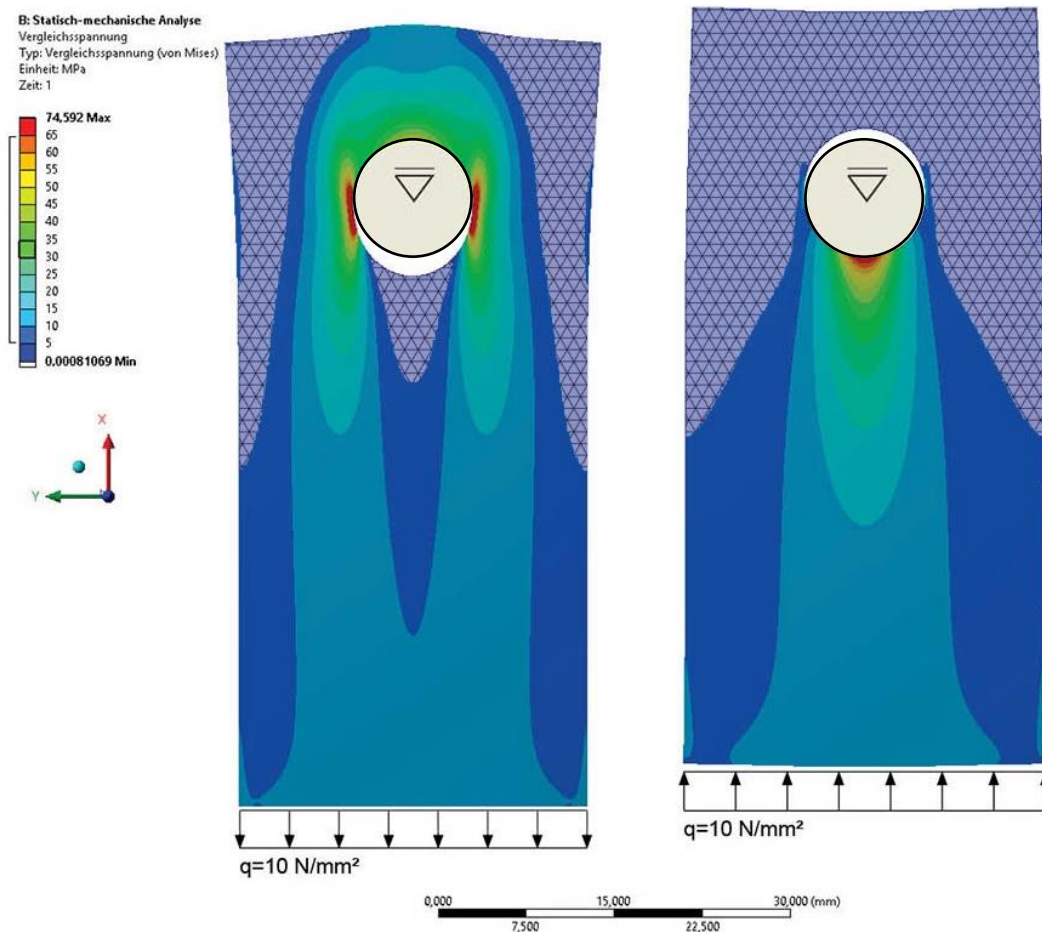 B: Statisch-mechanische Analyse
Vergleichsspannung
Typ: Vergleichsspannung (von Mises)
Einheit: MPa
Zeit: 1
74,592 Max
65
60
55
50
45
40
35
30
25
20
15
10
5
0,00081069 Min
X
Y
q=10 N/mm²
q=10 N/mm²
0,000
15,000
30,000 (mm)
7,500
22,500